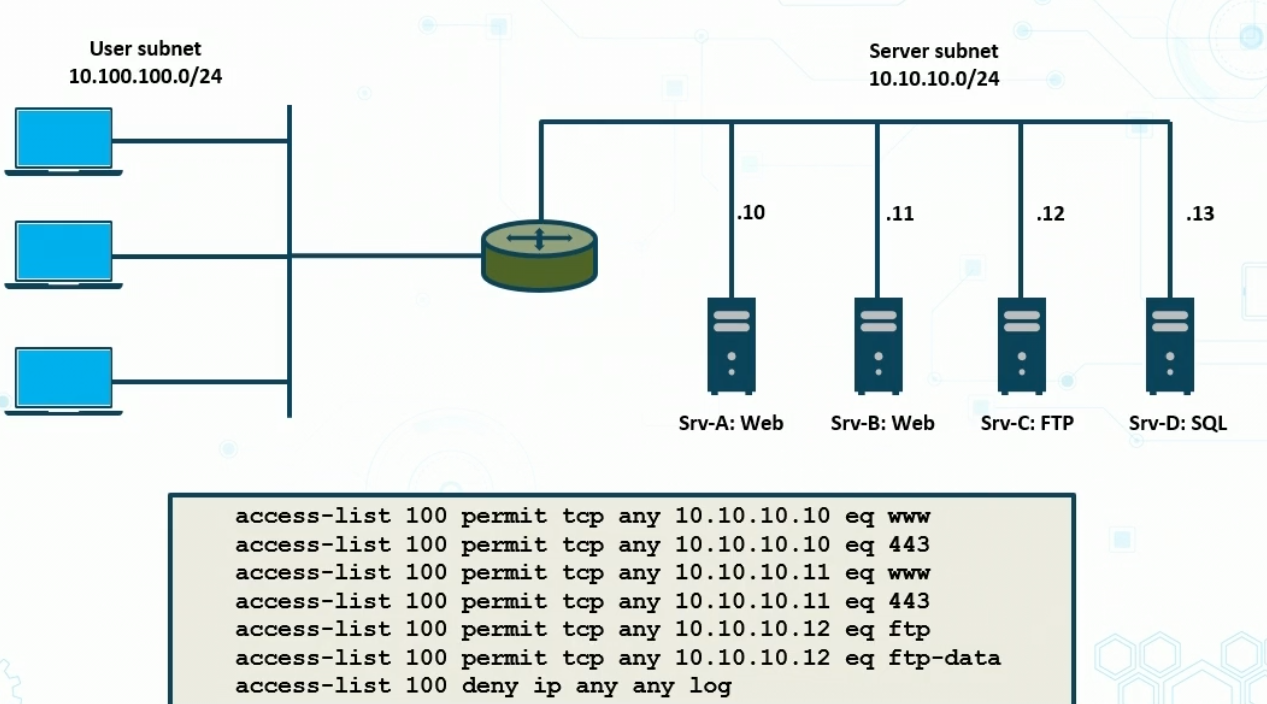 User subnet
10.100.100.0/24
Server subnet
10.10.10.0/24
.10
.11
.12
.13
Srv-A: Web
Srv-B: Web
Srv-C: FTP
Srv-D: SQL
access-list 100 permit tcp any 10.10.10.10 eq www
access-list 100 permit tcp any 10.10.10.10 eq 443
access-list 100 permit tcp any 10.10.10.11 eq www
access-list 100 permit tcp any 10.10.10.11 eq 443
access-list 100 permit tcp any 10.10.10.12 eq ftp
access-list 100 permit tcp any 10.10.10.12 eq ftp-data
access-list 100 deny ip any any log